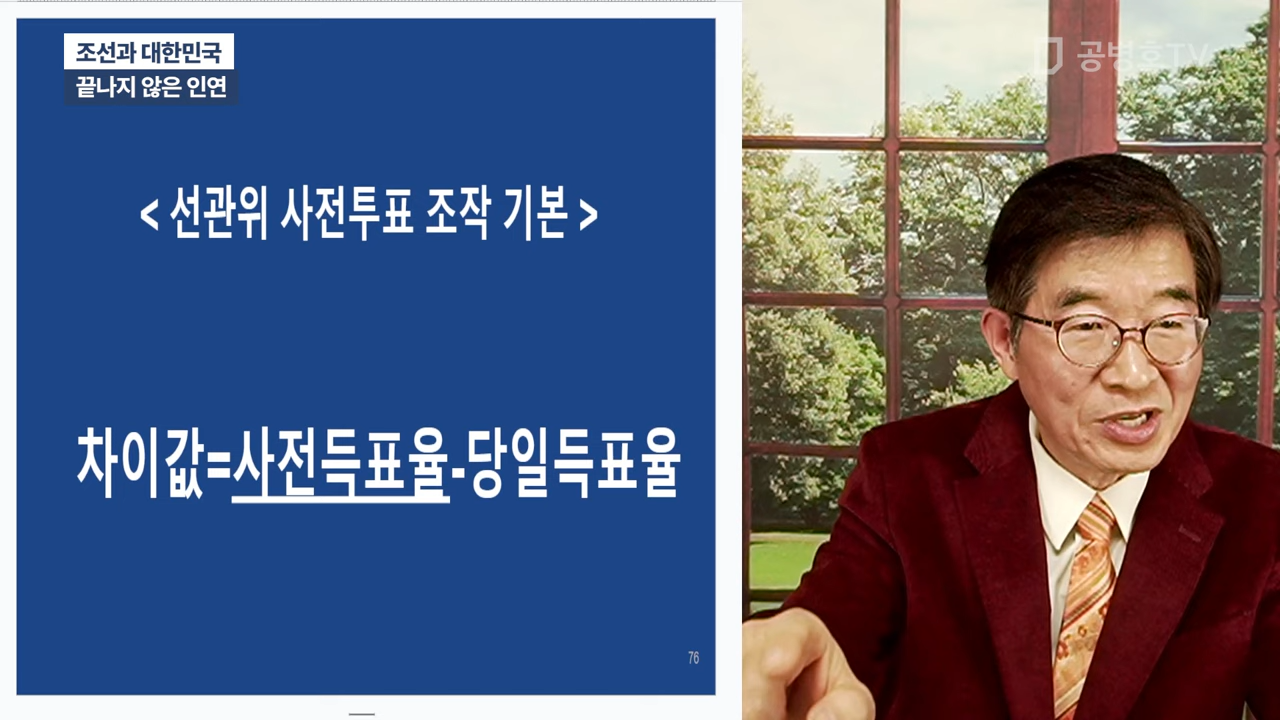 조선과 대한민국
끝나지 않은 인연
공병호TV
< 선관위 사전투표 조작 기본 >
차이값=사전득표율-당일득표율
76